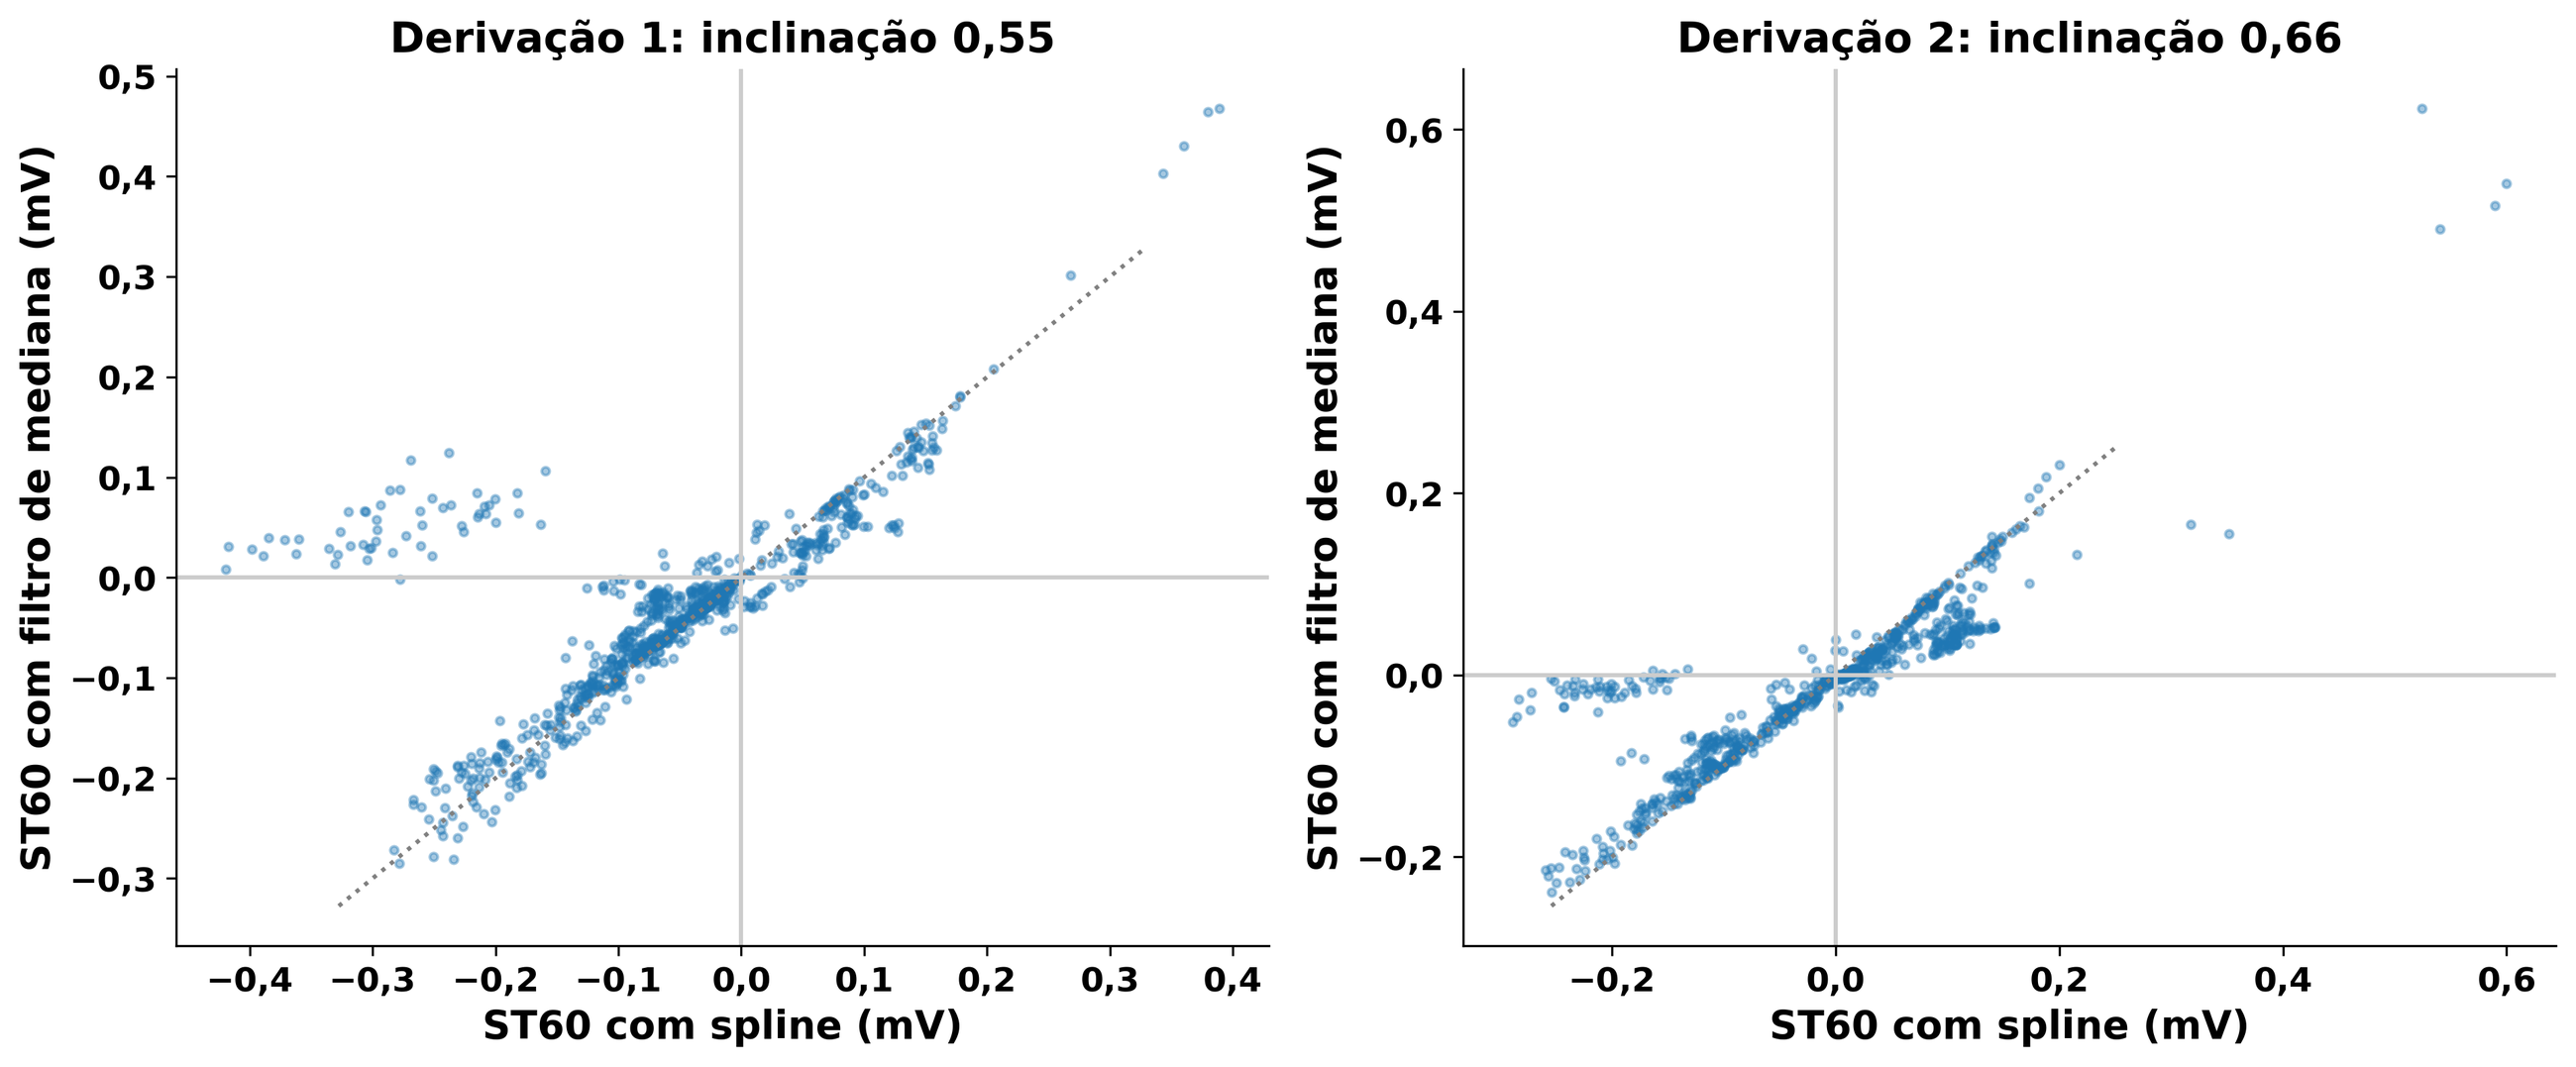 Derivação 1: inclinação 0,55
ST60 com filtro de mediana (mV)
0,5
0,4
0,3
0,2
0,1
0,0
−0,1
−0,2
−0,3
−0,4 −0,3 −0,2 −0,1 0,0 0,1 0,2 0,3 0,4
ST60 com spline (mV)
Derivação 2: inclinação 0,66
ST60 com filtro de mediana (mV)
0,6
0,4
0,2
0,0
−0,2
−0,2 0,0 0,2 0,4 0,6
ST60 com spline (mV)